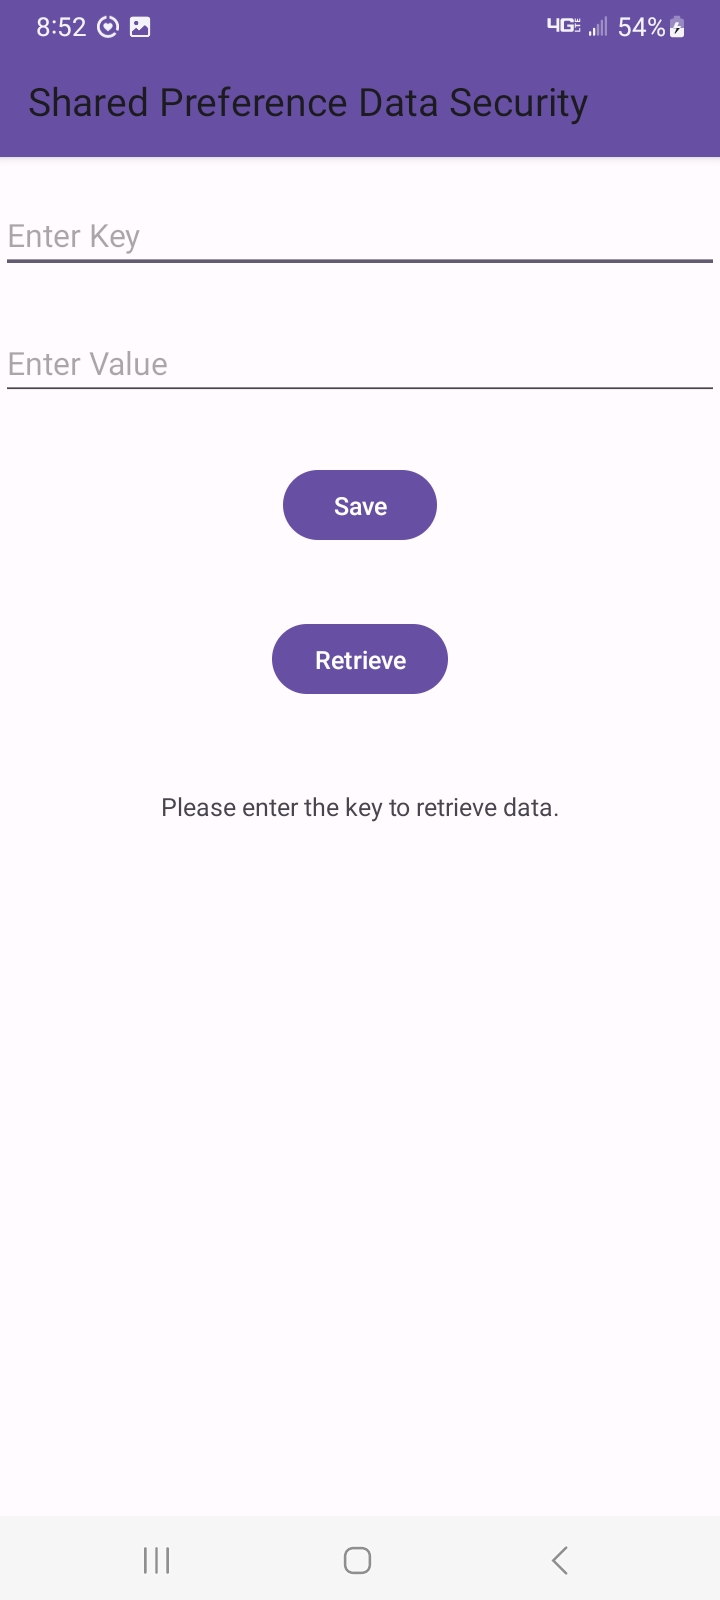 8:52 4G LTE 54%
Shared Preference Data Security
Enter Key
Enter Value
Save
Retrieve
Please enter the key to retrieve data.